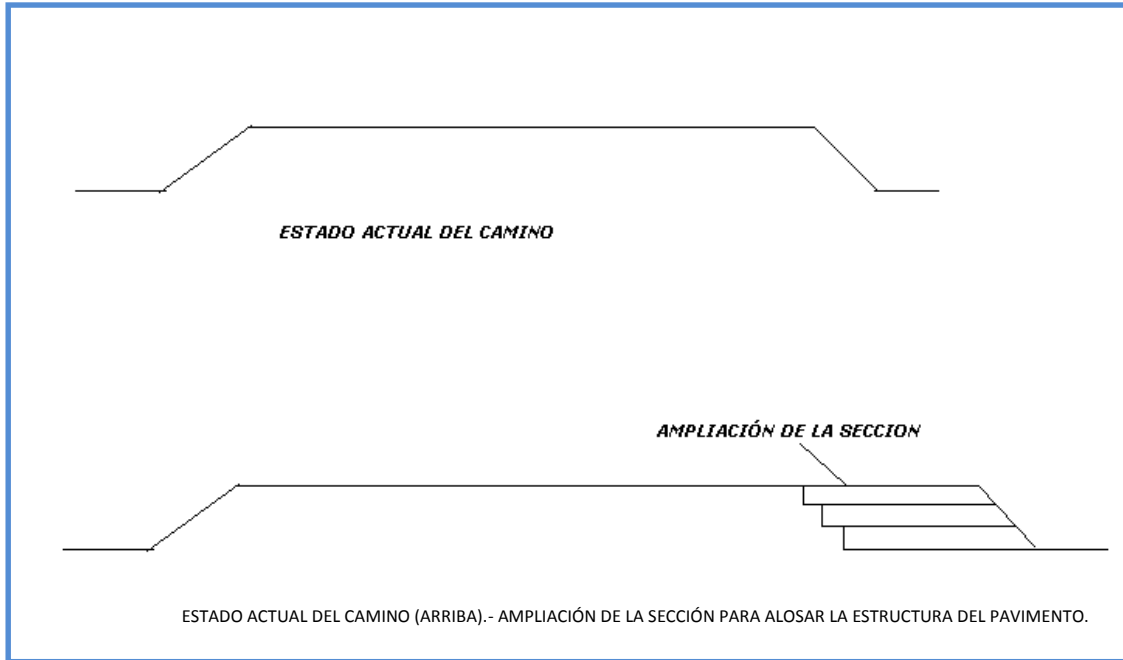 ESTADO ACTUAL DEL CAMINO
AMPLIACIÓN DE LA SECCION
ESTADO ACTUAL DEL CAMINO (ARRIBA).- AMPLIACIÓN DE LA SECCIÓN PARA ALOSAR LA ESTRUCTURA DEL PAVIMENTO.